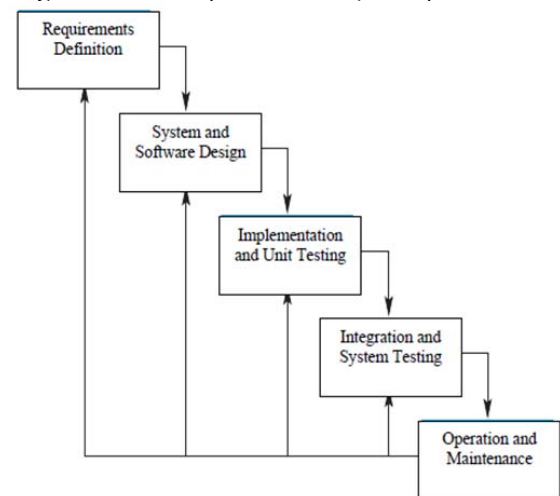 Requirements
Definition
System and
Software Design
Implementation
and Unit Testing
Integration and
System Testing
Operation and
Maintenance